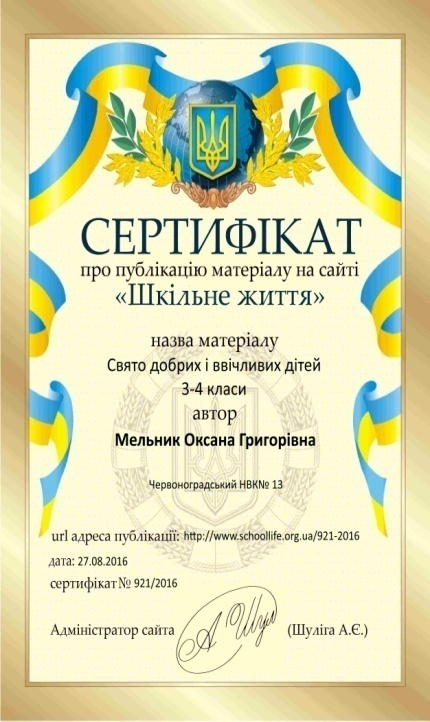 СЕРТИФІКАТ
про публікацію матеріалу на сайті
«Шкільне життя»
назва матеріалу
Свято добрих і ввічливих дітей
3-4 класи
автор
Мельник Оксана Григорівна
Червоноградський НВК№ 13
url адреса публікації: http://www.schoollife.org.ua/921-2016
дата: 27.08.2016
сертифікат № 921/2016
Адміністратор сайта А Шул (Шуліга А.Є.)